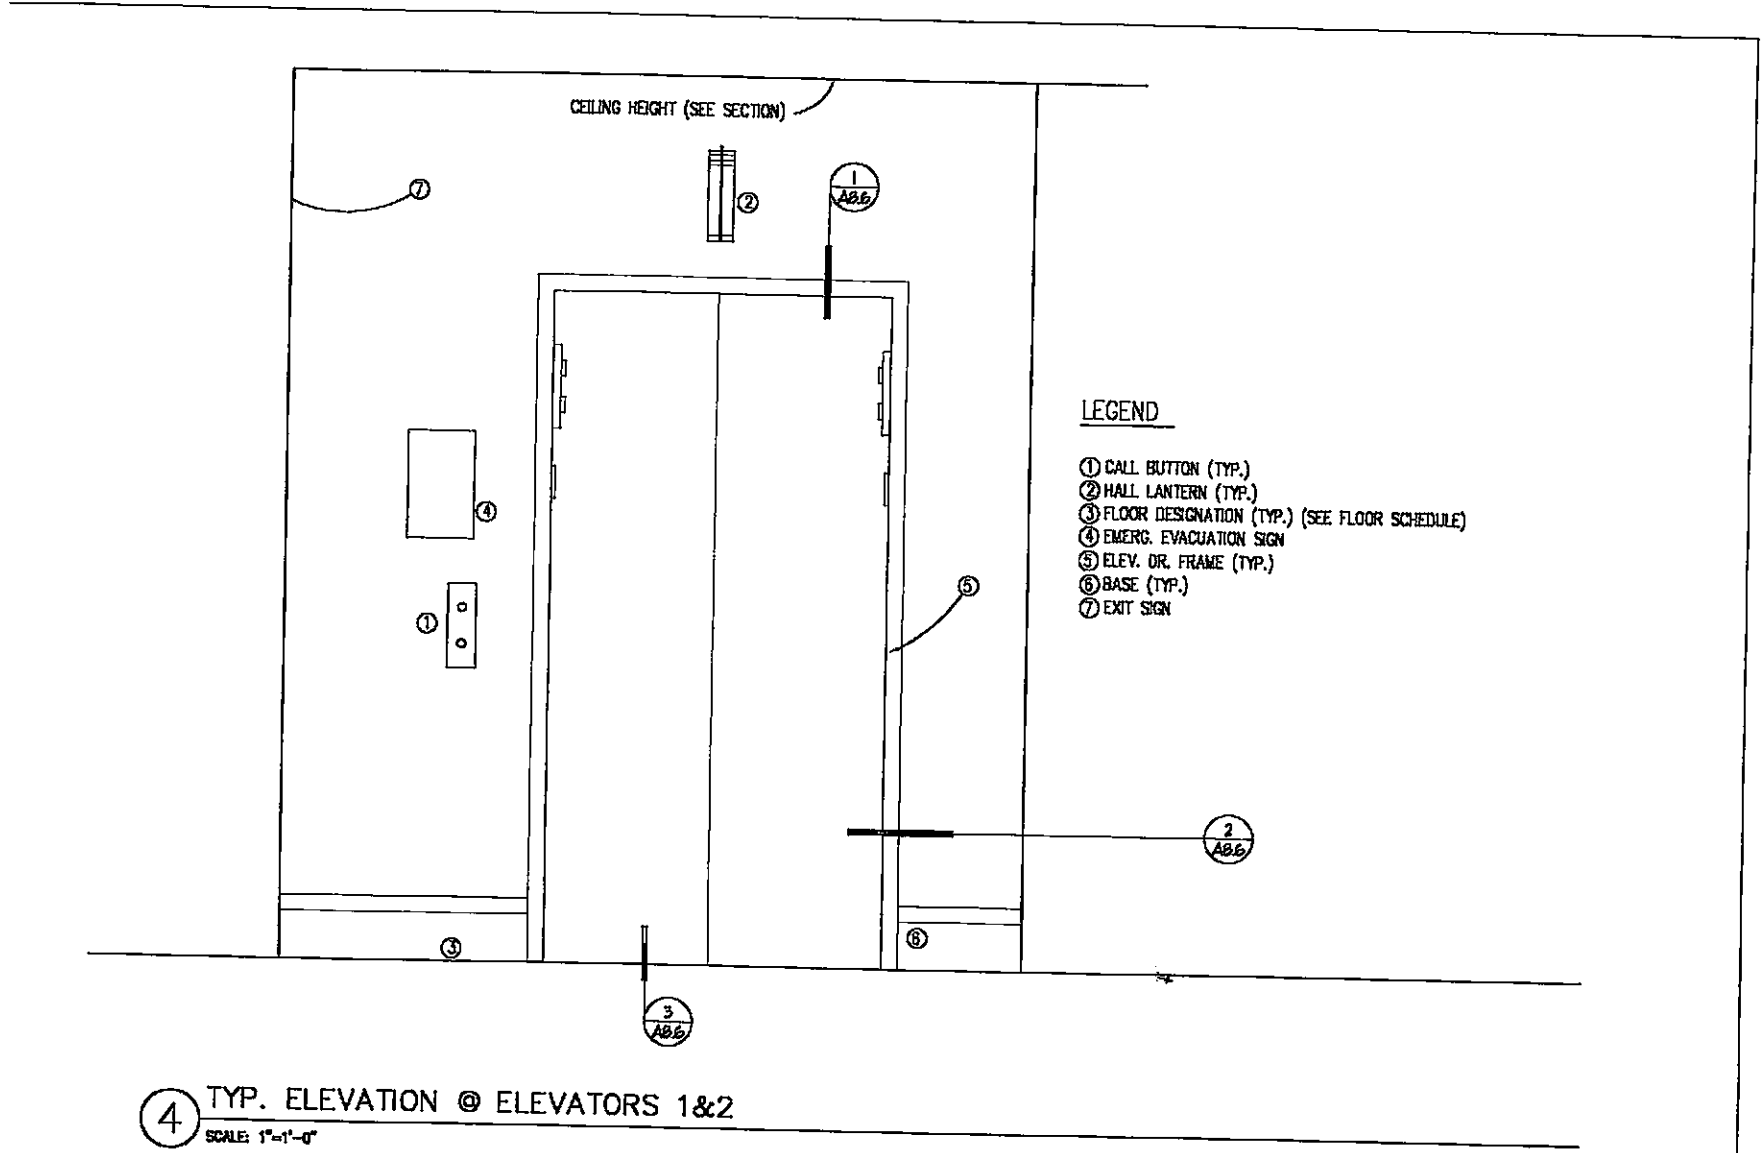 CEILING HEIGHT (SEE SECTION)
7
2
1
A8.6
4
1
5
LEGEND
1 CALL BUTTON (TYP.)
2 HALL LANTERN (TYP.)
3 FLOOR DESIGNATION (TYP.) (SEE FLOOR SCHEDULE)
4 EMERG. EVACUATION SIGN
5 ELEV. DR. FRAME (TYP.)
6 BASE (TYP.)
7 EXIT SIGN
2
A8.6
3
6
3
A8.6
4 TYP. ELEVATION @ ELEVATORS 1&2
SCALE: 1"=1'-0"